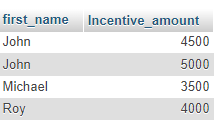 first_name Incentive_amount
John 4500
John 5000
Michael 3500
Roy 4000